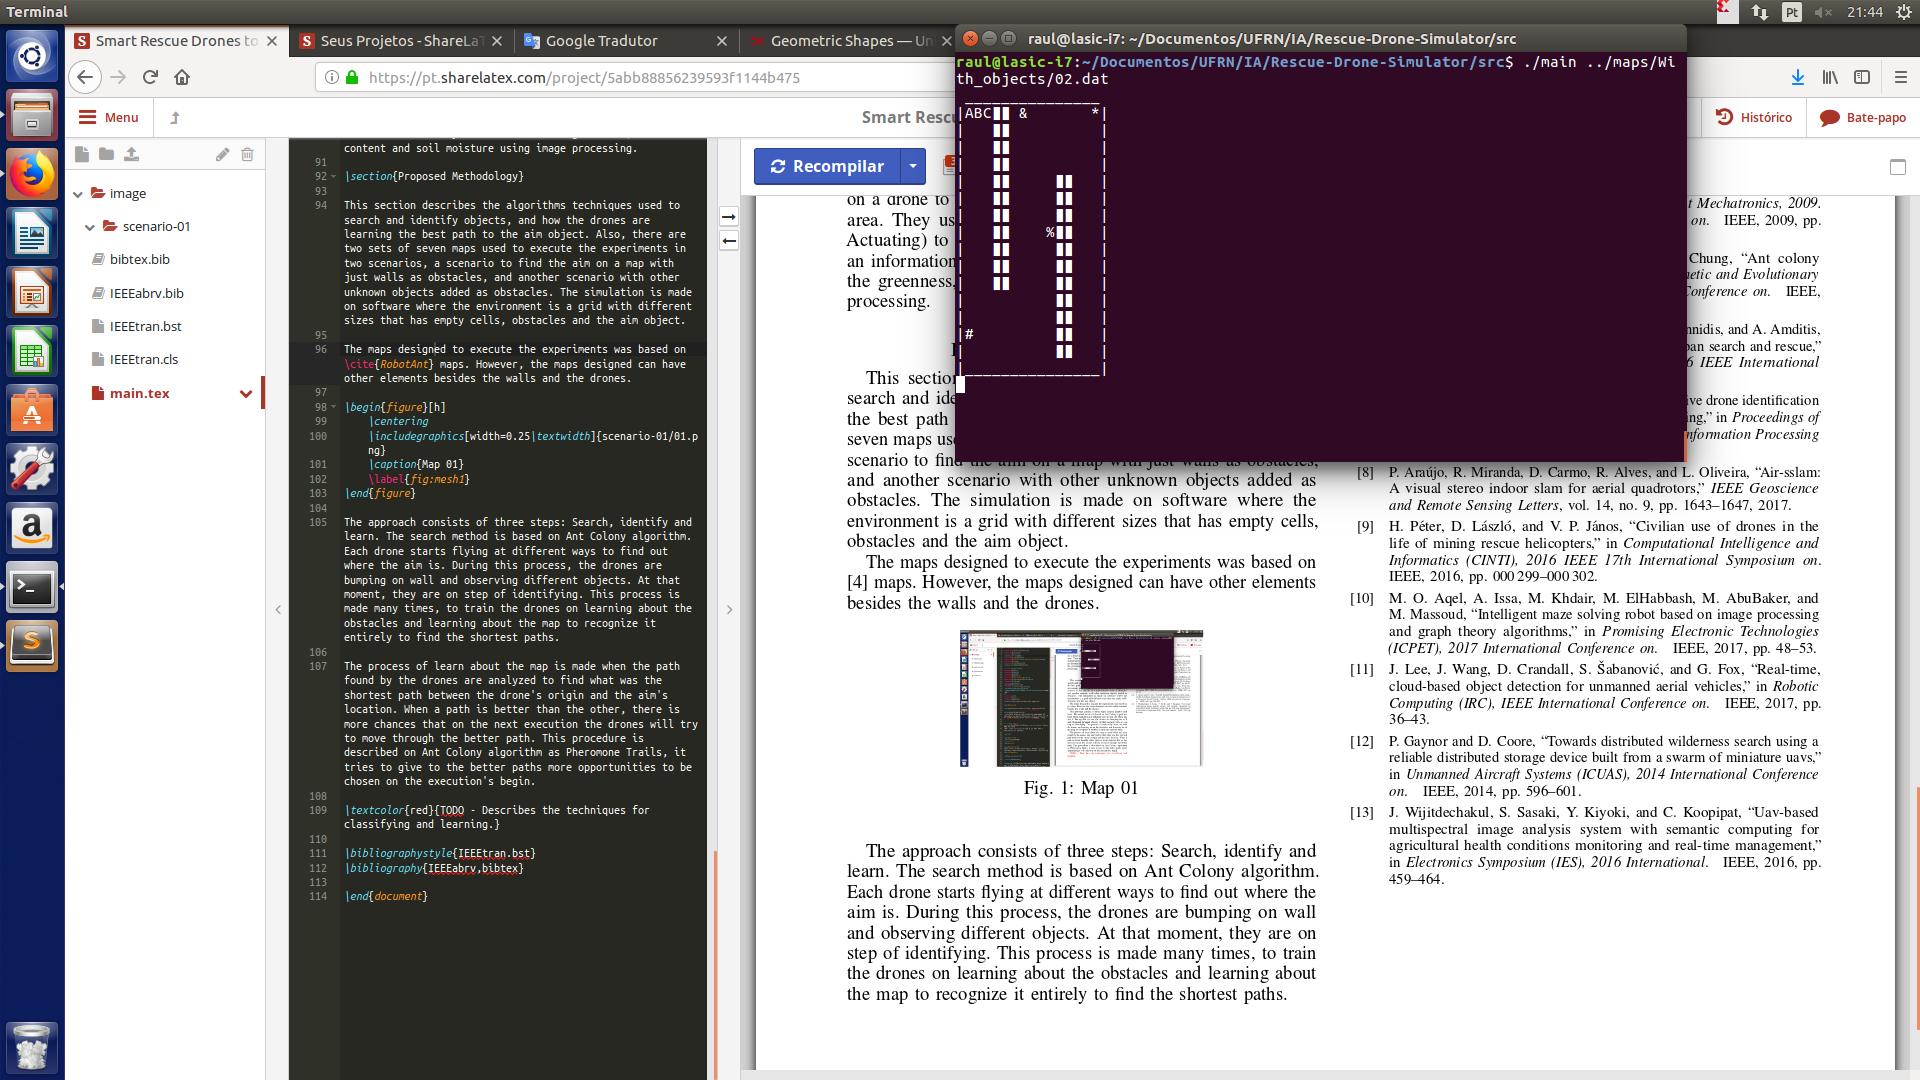 Terminal
Pt
21:44
Smart Rescue Drones to
Seus Projetos - ShareLaT
Google Tradutor
Geometric Shapes — Un
https://pt.sharelatex.com/project/5abb88856239593f1144b475
Menu
Smart Rescu
Histórico
Bate-papo
image
scenario-01
bibtex.bib
IEEEabrv.bib
IEEEtran.bst
IEEEtran.cls
main.tex
content and soil moisture using image processing.
91
92 \section{Proposed Methodology}
93
94 This section describes the algorithms techniques used to
search and identify objects, and how the drones are
learning the best path to the aim object. Also, there are
two sets of seven maps used to execute the experiments in
two scenarios, a scenario to find the aim on a map with
just walls as obstacles, and another scenario with other
unknown objects added as obstacles. The simulation is made
on software where the environment is a grid with different
sizes that has empty cells, obstacles and the aim object.
95
96 The maps designed to execute the experiments was based on
\cite{RobotAnt} maps. However, the maps designed can have
other elements besides the walls and the drones.
97
98 \begin{figure}[h]
99 \centering
100 \includegraphics[width=0.25\textwidth]{scenario-01/01.p
ng}
101 \caption{Map 01}
102 \label{fig:mesh1}
103 \end{figure}
104
105 The approach consists of three steps: Search, identify and
learn. The search method is based on Ant Colony algorithm.
Each drone starts flying at different ways to find out
where the aim is. During this process, the drones are
bumping on wall and observing different objects. At that
moment, they are on step of identifying. This process is
made many times, to train the drones on learning about the
obstacles and learning about the map to recognize it
entirely to find the shortest paths.
106
107 The process of learn about the map is made when the path
found by the drones are analyzed to find what was the
shortest path between the drone's origin and the aim's
location. When a path is better than the other, there is
more chances that on the next execution the drones will try
to move through the better path. This procedure is
described on Ant Colony algorithm as Pheromone Trails, it
tries to give to the better paths more opportunities to be
chosen on the execution's begin.
108
109 \textcolor{red}{TODO - Describes the techniques for
classifying and learning.}
110
111 \bibliographystyle{IEEEtran.bst}
112 \bibliography{IEEEabrv,bibtex}
113
114 \end{document}
Recompilar
on a drone to
area. They us
Actuating) to
an information
the greenness,
processing.
This section
search and ide
the best path
seven maps us
scenario to find the aim on a map with just walls as obstacles,
and another scenario with other unknown objects added as
obstacles. The simulation is made on software where the
environment is a grid with different sizes that has empty cells,
obstacles and the aim object.
The maps designed to execute the experiments was based on
[4] maps. However, the maps designed can have other elements
besides the walls and the drones.
Fig. 1: Map 01
The approach consists of three steps: Search, identify and
learn. The search method is based on Ant Colony algorithm.
Each drone starts flying at different ways to find out where the
aim is. During this process, the drones are bumping on wall
and observing different objects. At that moment, they are on
step of identifying. This process is made many times, to train
the drones on learning about the obstacles and learning about
the map to recognize it entirely to find the shortest paths.
raul@lasic-i7: ~/Documentos/UFRN/IA/Rescue-Drone-Simulator/src
raul@lasic-i7:~/Documentos/UFRN/IA/Rescue-Drone-Simulator/src$ ./main ../maps/Wi
th_objects/02.dat
ABC & *
%
#
t Mechatronics, 2009.
on. IEEE, 2009, pp.
Chung, “Ant colony
netic and Evolutionary
Conference on. IEEE,
nnidis, and A. Amditis,
ban search and rescue,”
6 IEEE International
ive drone identification
ng,” in Proceedings of
nformation Processing
[8] P. Araújo, R. Miranda, D. Carmo, R. Alves, and L. Oliveira, “Air-sslam:
A visual stereo indoor slam for aerial quadrotors,” IEEE Geoscience
and Remote Sensing Letters, vol. 14, no. 9, pp. 1643–1647, 2017.
[9] H. Péter, D. László, and V. P. János, “Civilian use of drones in the
life of mining rescue helicopters,” in Computational Intelligence and
Informatics (CINTI), 2016 IEEE 17th International Symposium on.
IEEE, 2016, pp. 000 299–000 302.
[10] M. O. Aqel, A. Issa, M. Khdair, M. ElHabbash, M. AbuBaker, and
M. Massoud, “Intelligent maze solving robot based on image processing
and graph theory algorithms,” in Promising Electronic Technologies
(ICPET), 2017 International Conference on. IEEE, 2017, pp. 48–53.
[11] J. Lee, J. Wang, D. Crandall, S. Šabanović, and G. Fox, “Real-time,
cloud-based object detection for unmanned aerial vehicles,” in Robotic
Computing (IRC), IEEE International Conference on. IEEE, 2017, pp.
36–43.
[12] P. Gaynor and D. Coore, “Towards distributed wilderness search using a
reliable distributed storage device built from a swarm of miniature uavs,”
in Unmanned Aircraft Systems (ICUAS), 2014 International Conference
on. IEEE, 2014, pp. 596–601.
[13] J. Wijitdechakul, S. Sasaki, Y. Kiyoki, and C. Koopipat, “Uav-based
multispectral image analysis system with semantic computing for
agricultural health conditions monitoring and real-time management,”
in Electronics Symposium (IES), 2016 International. IEEE, 2016, pp.
459–464.